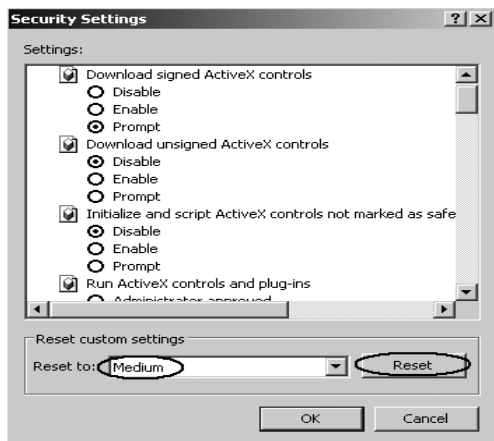 Security Settings
Settings:
Download signed ActiveX controls
Disable
Enable
Prompt
Download unsigned ActiveX controls
Disable
Enable
Prompt
Initialize and script ActiveX controls not marked as safe
Disable
Enable
Prompt
Run ActiveX controls and plug-ins
Administrator approved
Reset custom settings
Reset to: Medium Reset
OK Cancel